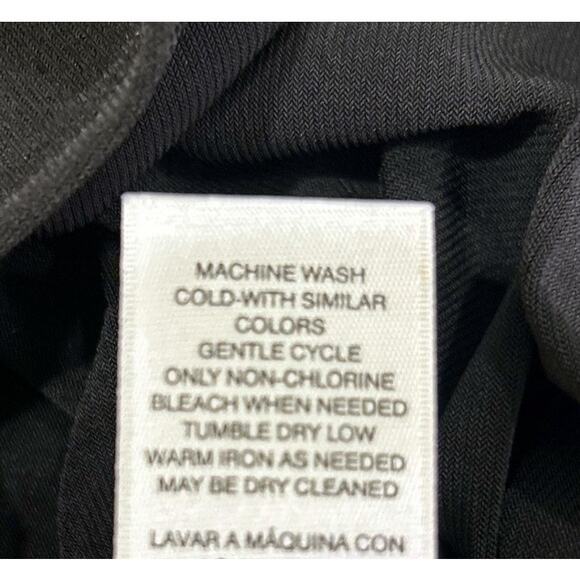 MACHINE WASH
COLD-WITH SIMILAR
COLORS
GENTLE CYCLE
ONLY NON-CHLORINE
BLEACH WHEN NEEDED
TUMBLE DRY LOW
WARM IRON AS NEEDED
MAY BE DRY CLEANED
LAVAR A MÁQUINA CON